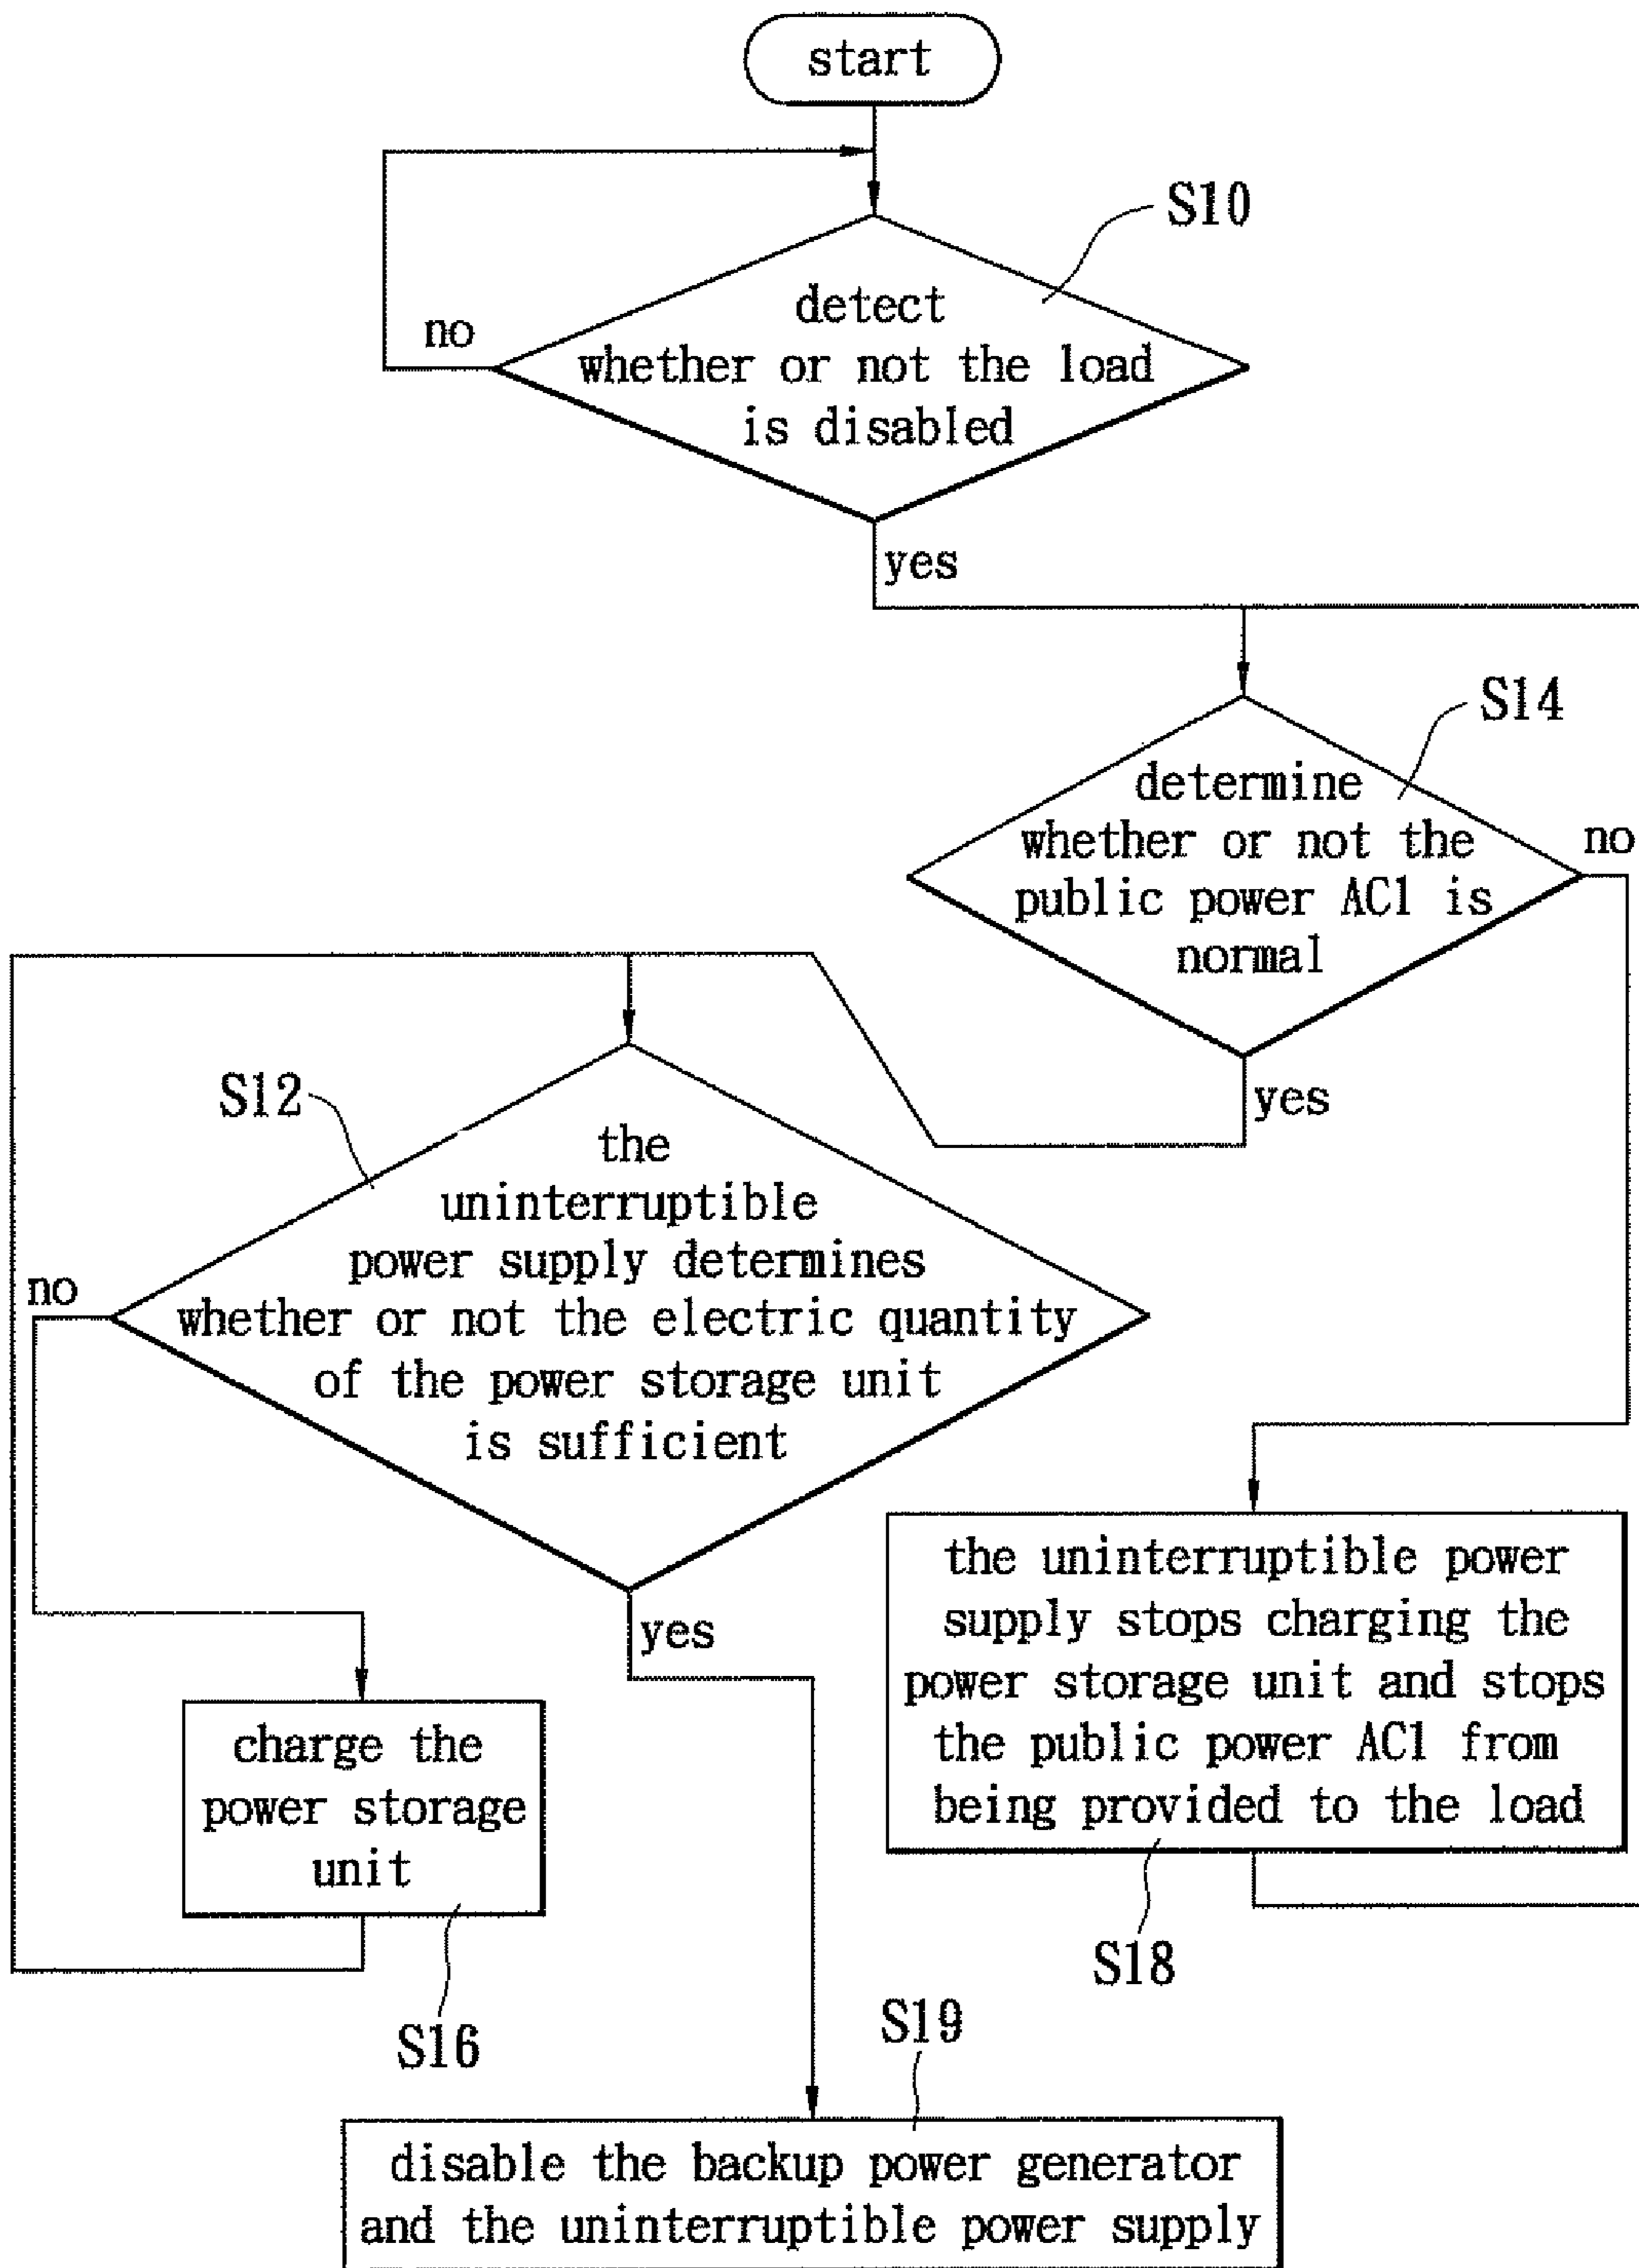 start
S10
detect
whether or not the load
is disabled
no
yes
S14
determine
whether or not the
public power AC1 is
normal
no
yes
S12
the
uninterruptible
power supply determines
whether or not the electric quantity
of the power storage unit
is sufficient
no
yes
charge the
power storage
unit
S16
the uninterruptible power
supply stops charging the
power storage unit and stops
the public power AC1 from
being provided to the load
S18
S19
disable the backup power generator
and the uninterruptible power supply